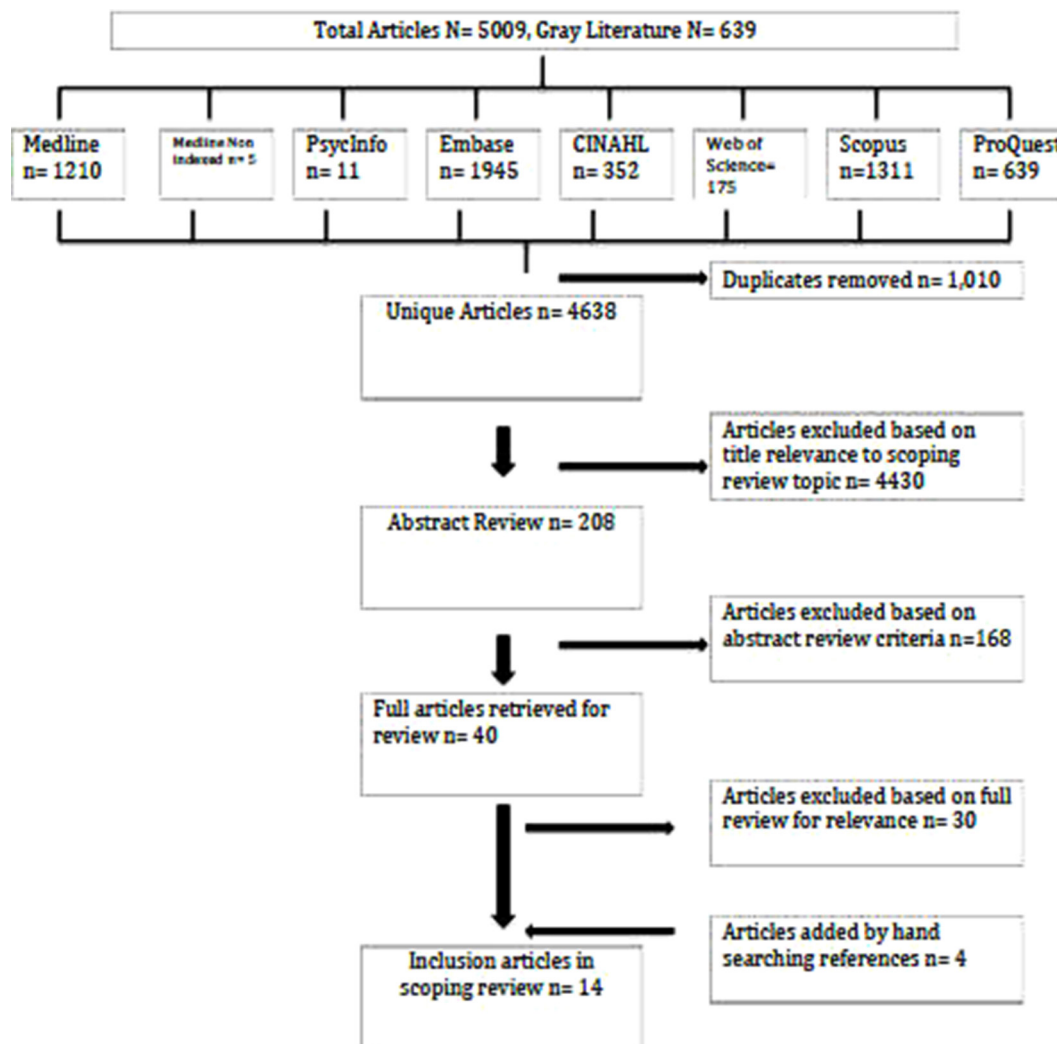 Total Articles N= 5009, Gray Literature N= 639
Medline
n= 1210
Medline Non
indexed n= 5
PsycInfo
n= 11
Embase
n= 1945
CINAHL
n= 352
Web of
Science=
175
Scopus
n=1311
ProQuest
n= 639
Duplicates removed n= 1,010
Unique Articles n= 4638
Articles excluded based on
title relevance to scoping
review topic n= 4430
Abstract Review n= 208
Articles excluded based on
abstract review criteria n=168
Full articles retrieved for
review n= 40
Articles excluded based on full
review for relevance n= 30
Articles added by hand
searching references n= 4
Inclusion articles in
scoping review n= 14